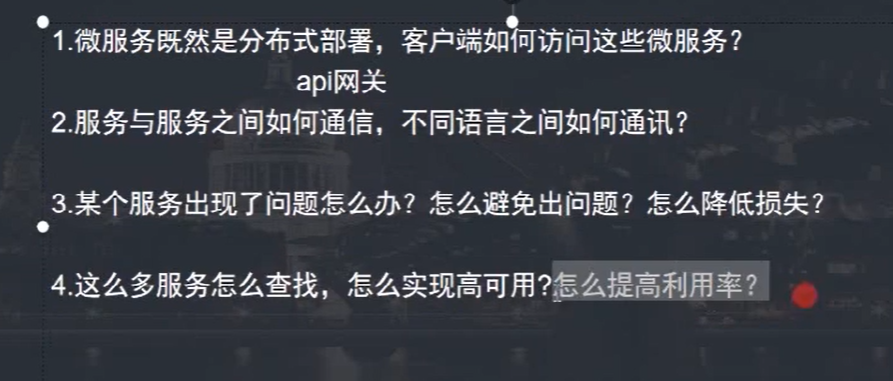 1.微服务既然是分布式部署，客户端如何访问这些微服务？
api网关
2.服务与服务之间如何通信，不同语言之间如何通讯？
3.某个服务出现了问题怎么办？怎么避免出问题？怎么降低损失？
4.这么多服务怎么查找，怎么实现高可用?怎么提高利用率？